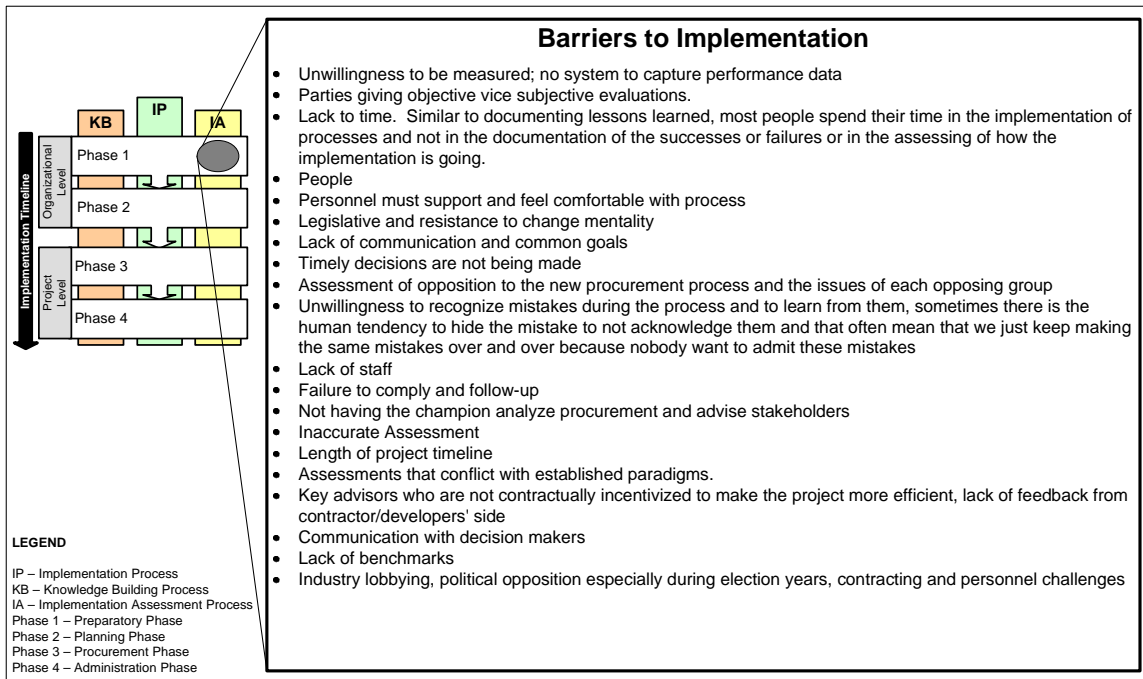 Barriers to Implementation
• Unwillingness to be measured; no system to capture performance data
• Parties giving objective vice subjective evaluations.
• Lack to time.  Similar to documenting lessons learned, most people spend their time in the implementation of
processes and not in the documentation of the successes or failures or in the assessing of how the
implementation is going.
• People
• Personnel must support and feel comfortable with process
• Legislative and resistance to change mentality
• Lack of communication and common goals
• Timely decisions are not being made
• Assessment of opposition to the new procurement process and the issues of each opposing group
• Unwillingness to recognize mistakes during the process and to learn from them, sometimes there is the
human tendency to hide the mistake to not acknowledge them and that often mean that we just keep making
the same mistakes over and over because nobody want to admit these mistakes
• Lack of staff
• Failure to comply and follow-up
• Not having the champion analyze procurement and advise stakeholders
• Inaccurate Assessment
• Length of project timeline
• Assessments that conflict with established paradigms.
• Key advisors who are not contractually incentivized to make the project more efficient, lack of feedback from
contractor/developers' side
• Communication with decision makers
• Lack of benchmarks
• Industry lobbying, political opposition especially during election years, contracting and personnel challenges
KB
IP
IA
Implementation Timeline
Organizational
Level
Phase 1
Phase 2
Project
Level
Phase 3
Phase 4
LEGEND
IP – Implementation Process
KB – Knowledge Building Process
IA – Implementation Assessment Process
Phase 1 – Preparatory Phase
Phase 2 – Planning Phase
Phase 3 – Procurement Phase
Phase 4 – Administration Phase